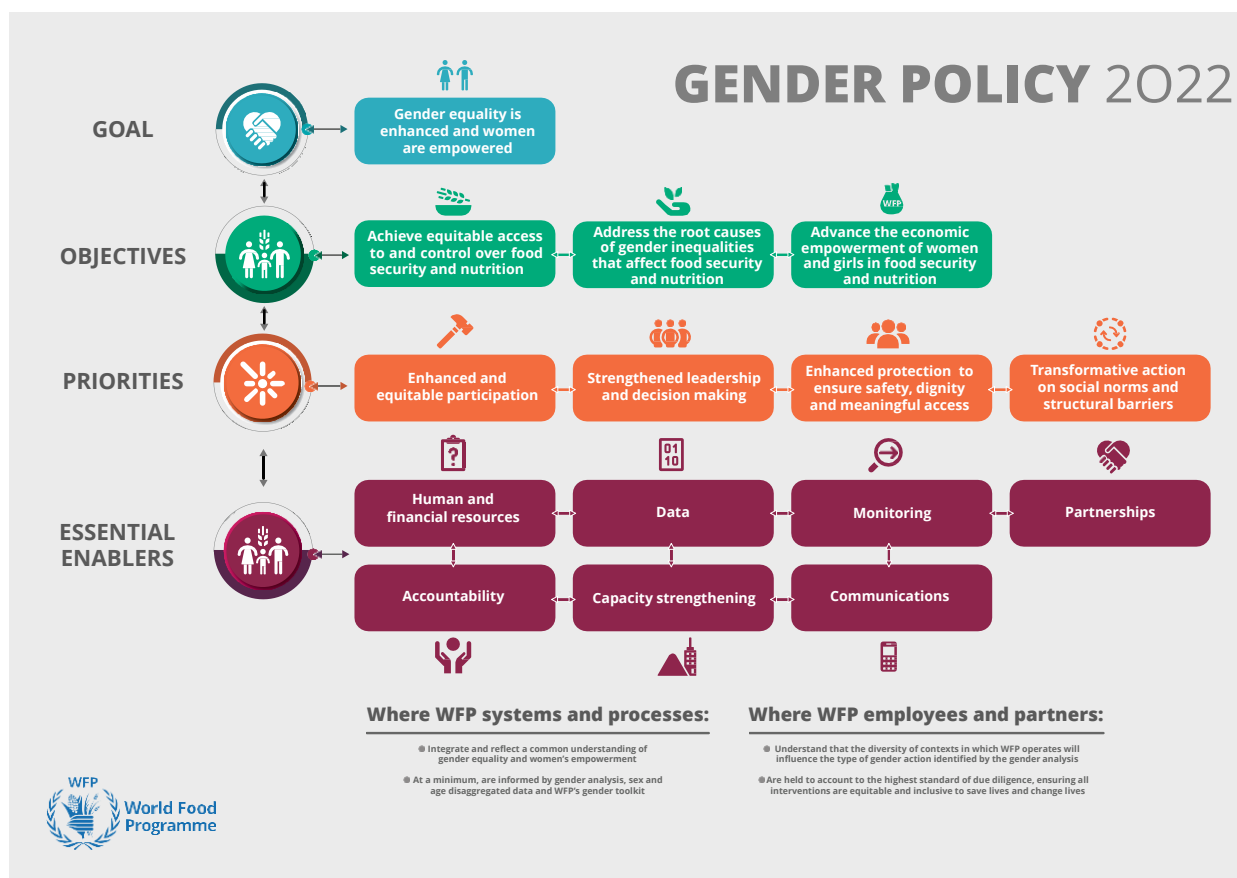 GENDER POLICY 2022
GOAL
Gender equality is
enhanced and women
are empowered
OBJECTIVES
Achieve equitable access
to and control over food
security and nutrition
Address the root causes
of gender inequalities
that affect food security
and nutrition
WFP
Advance the economic
empowerment of women
and girls in food security
and nutrition
PRIORITIES
Enhanced and
equitable participation
Strengthened leadership
and decision making
Enhanced protection to
ensure safety, dignity
and meaningful access
Transformative action
on social norms and
structural barriers
ESSENTIAL
ENABLERS
?
Human and
financial resources
01
10
Data
Monitoring
Partnerships
Accountability
Capacity strengthening
Communications
Where WFP systems and processes:
Integrate and reflect a common understanding of
gender equality and women's empowerment
At a minimum, are informed by gender analysis, sex and
age disaggregated data and WFP's gender toolkit
Where WFP employees and partners:
Understand that the diversity of contexts in which WFP operates will
influence the type of gender action identified by the gender analysis
Are held to account to the highest standard of due diligence, ensuring all
interventions are equitable and inclusive to save lives and change lives
WFP
World Food
Programme